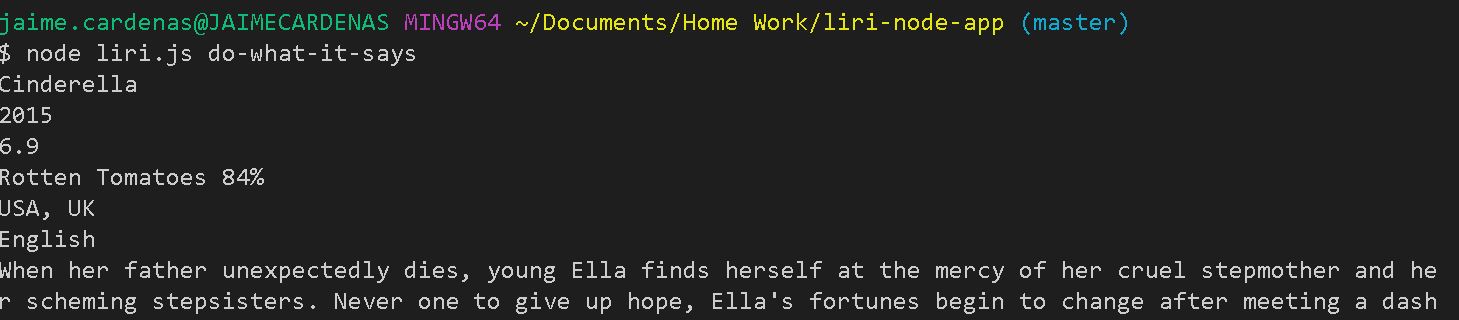 jaime.cardenas@JAIMECARDENAS MINGW64 ~/Documents/Home Work/liri-node-app (master)
$ node liri.js do-what-it-says
Cinderella
2015
6.9
Rotten Tomatoes 84%
USA, UK
English
When her father unexpectedly dies, young Ella finds herself at the mercy of her cruel stepmother and he
r scheming stepsisters. Never one to give up hope, Ella's fortunes begin to change after meeting a dash